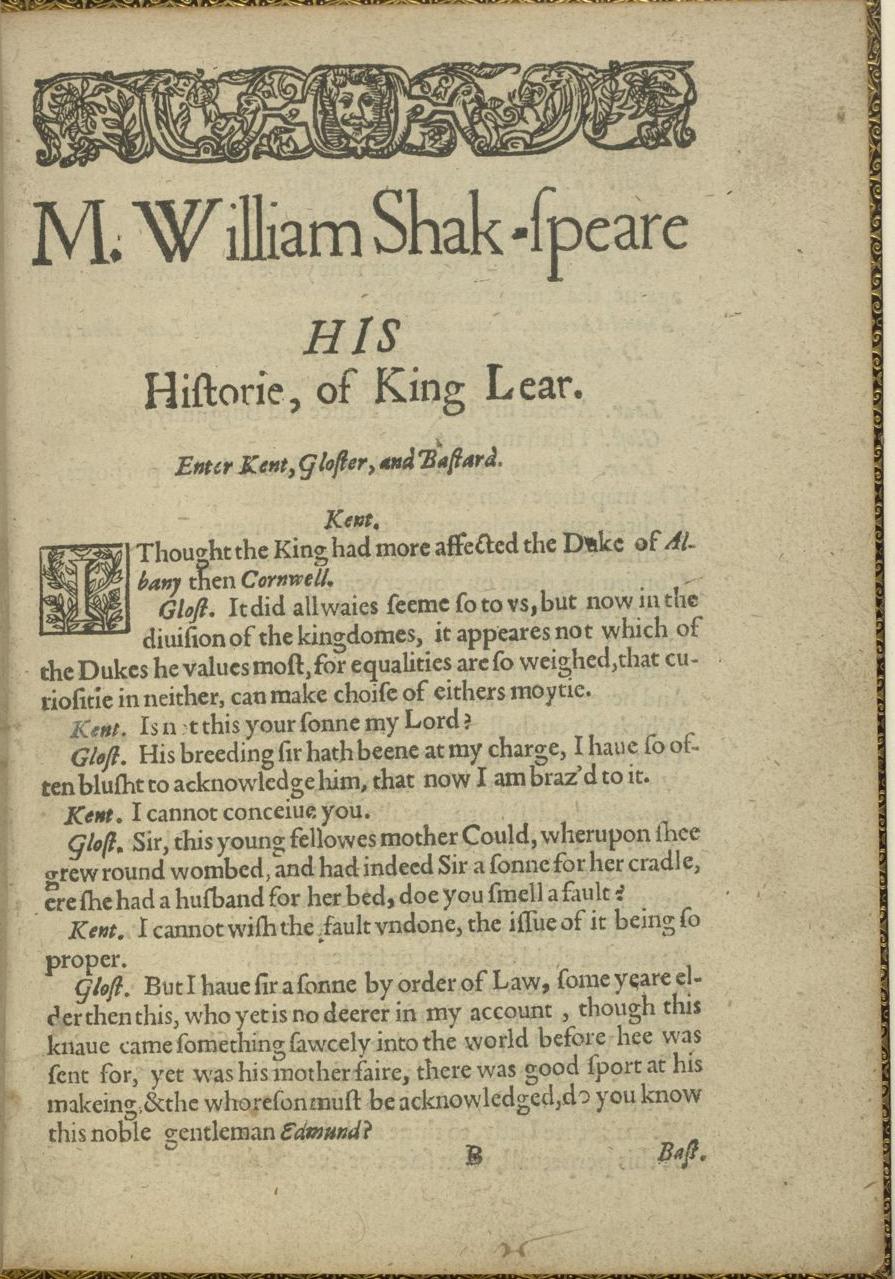 M. William Shak-ſpeare
HIS
Hiſtorie, of King Lear.
Enter Kent, Gloſter, and Baſtard.
Kent.
I Thought the King had more affected the Duke of Al-
bany then Cornwell.
Gloſt. It did allwaies ſeeme ſo to vs, but now in the
diuiſion of the kingdomes, it appeares not which of
the Dukes he values moſt, for equalities are ſo weighed, that cu-
rioſitie in neither, can make choiſe of eithers moytie.
Kent. Is n t this your ſonne my Lord?
Gloſt. His breeding ſir hath beene at my charge, I haue ſo of-
ten bluſht to acknowledge him, that now I am braz'd to it.
Kent. I cannot conceiue you.
Gloſt. Sir, this young fellowes mother Could, wherupon ſhee
grew round wombed, and had indeed Sir a ſonne for her cradle,
ere ſhe had a huſband for her bed, doe you ſmell a fault?
Kent. I cannot wiſh the fault vndone, the iſſue of it being ſo
proper.
Gloſt. But I haue ſir a ſonne by order of Law, ſome yeare el-
der then this, who yet is no deerer in my account , though this
knaue came ſomething ſawcely into the world before hee was
ſent for, yet was his mother faire, there was good ſport at his
makeing, & the whoreſon muſt be acknowledged, do you know
this noble gentleman Edmund?
B Baſt.